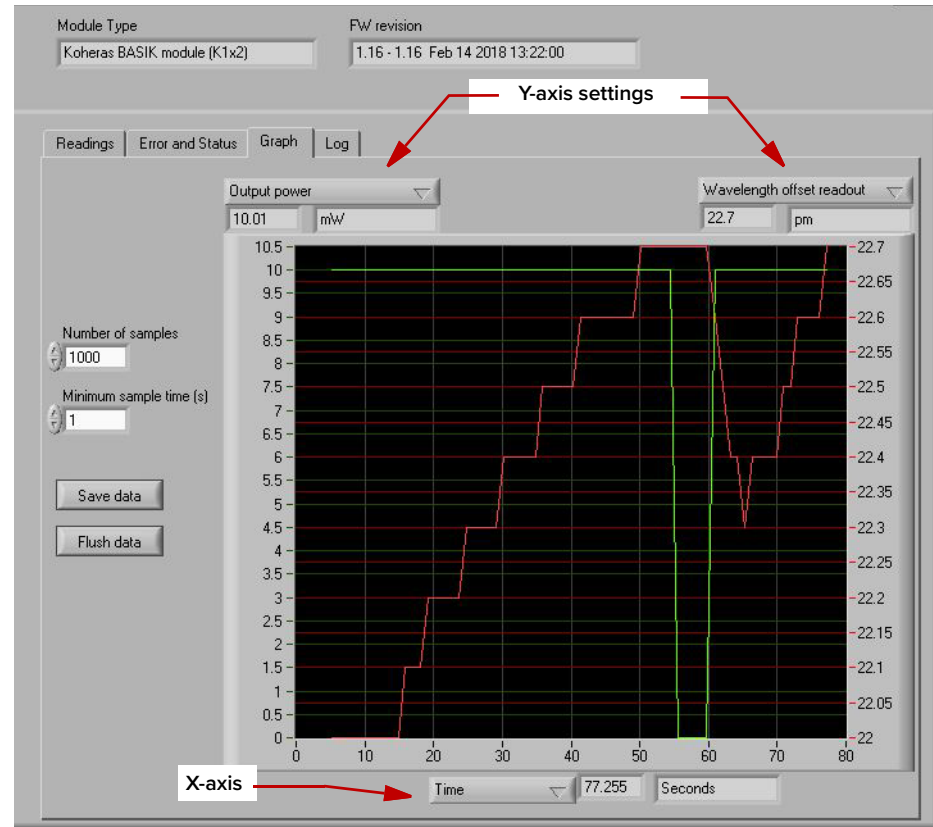 Module Type
FW revision
Koheras BASIK module (K1x2)
1.16 - 1.16 Feb 14 2018 13:22:00
Y-axis settings
Readings
Error and Status
Graph
Log
Output power
Wavelength offset readout
10.01
mW
22.7
pm
Number of samples
1000
Minimum sample time (s)
1
Save data
Flush data
10.5
10
9.5
9
8.5
8
7.5
7
6.5
6
5.5
5
4.5
4
3.5
3
2.5
2
1.5
1
0.5
0
22.7
22.65
22.6
22.55
22.5
22.45
22.4
22.35
22.3
22.25
22.2
22.15
22.1
22.05
22
0 10 20 30 40 50 60 70 80
X-axis
Time
77.255
Seconds